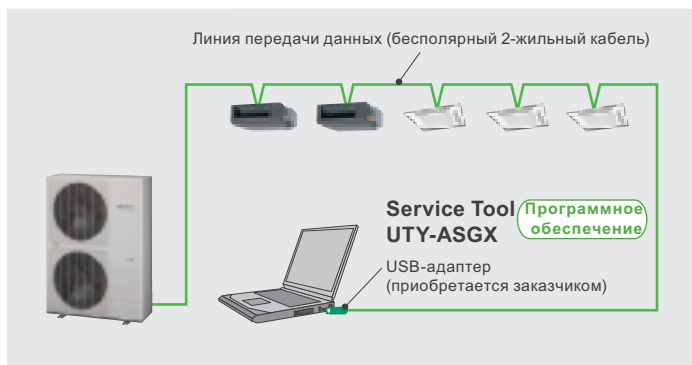 Линия передачи данных (бесполярный 2-жильный кабель)
Service Tool
UTY-ASGX
Программное
обеспечение
USB-адаптер
(приобретается заказчиком)